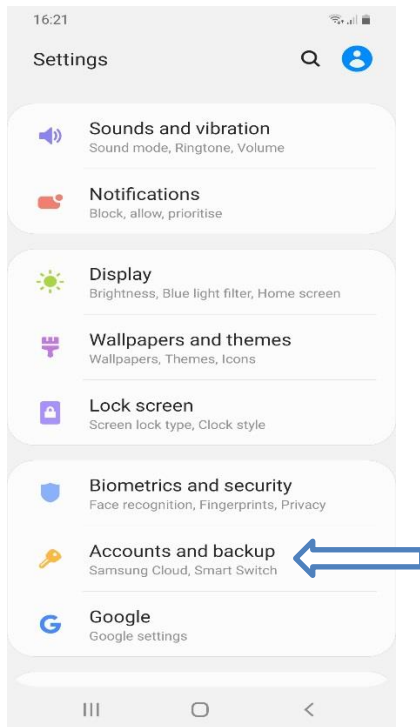 16:21
Settings
Sounds and vibration
Sound mode, Ringtone, Volume
Notifications
Block, allow, prioritise
Display
Brightness, Blue light filter, Home screen
Wallpapers and themes
Wallpapers, Themes, Icons
Lock screen
Screen lock type, Clock style
Biometrics and security
Face recognition, Fingerprints, Privacy
Accounts and backup
Samsung Cloud, Smart Switch
Google
Google settings